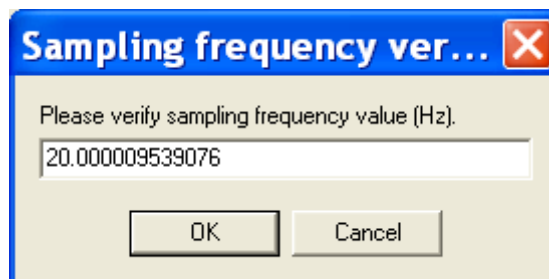 Sampling frequency ver...
Please verify sampling frequency value (Hz).
20.000009539076
OK Cancel